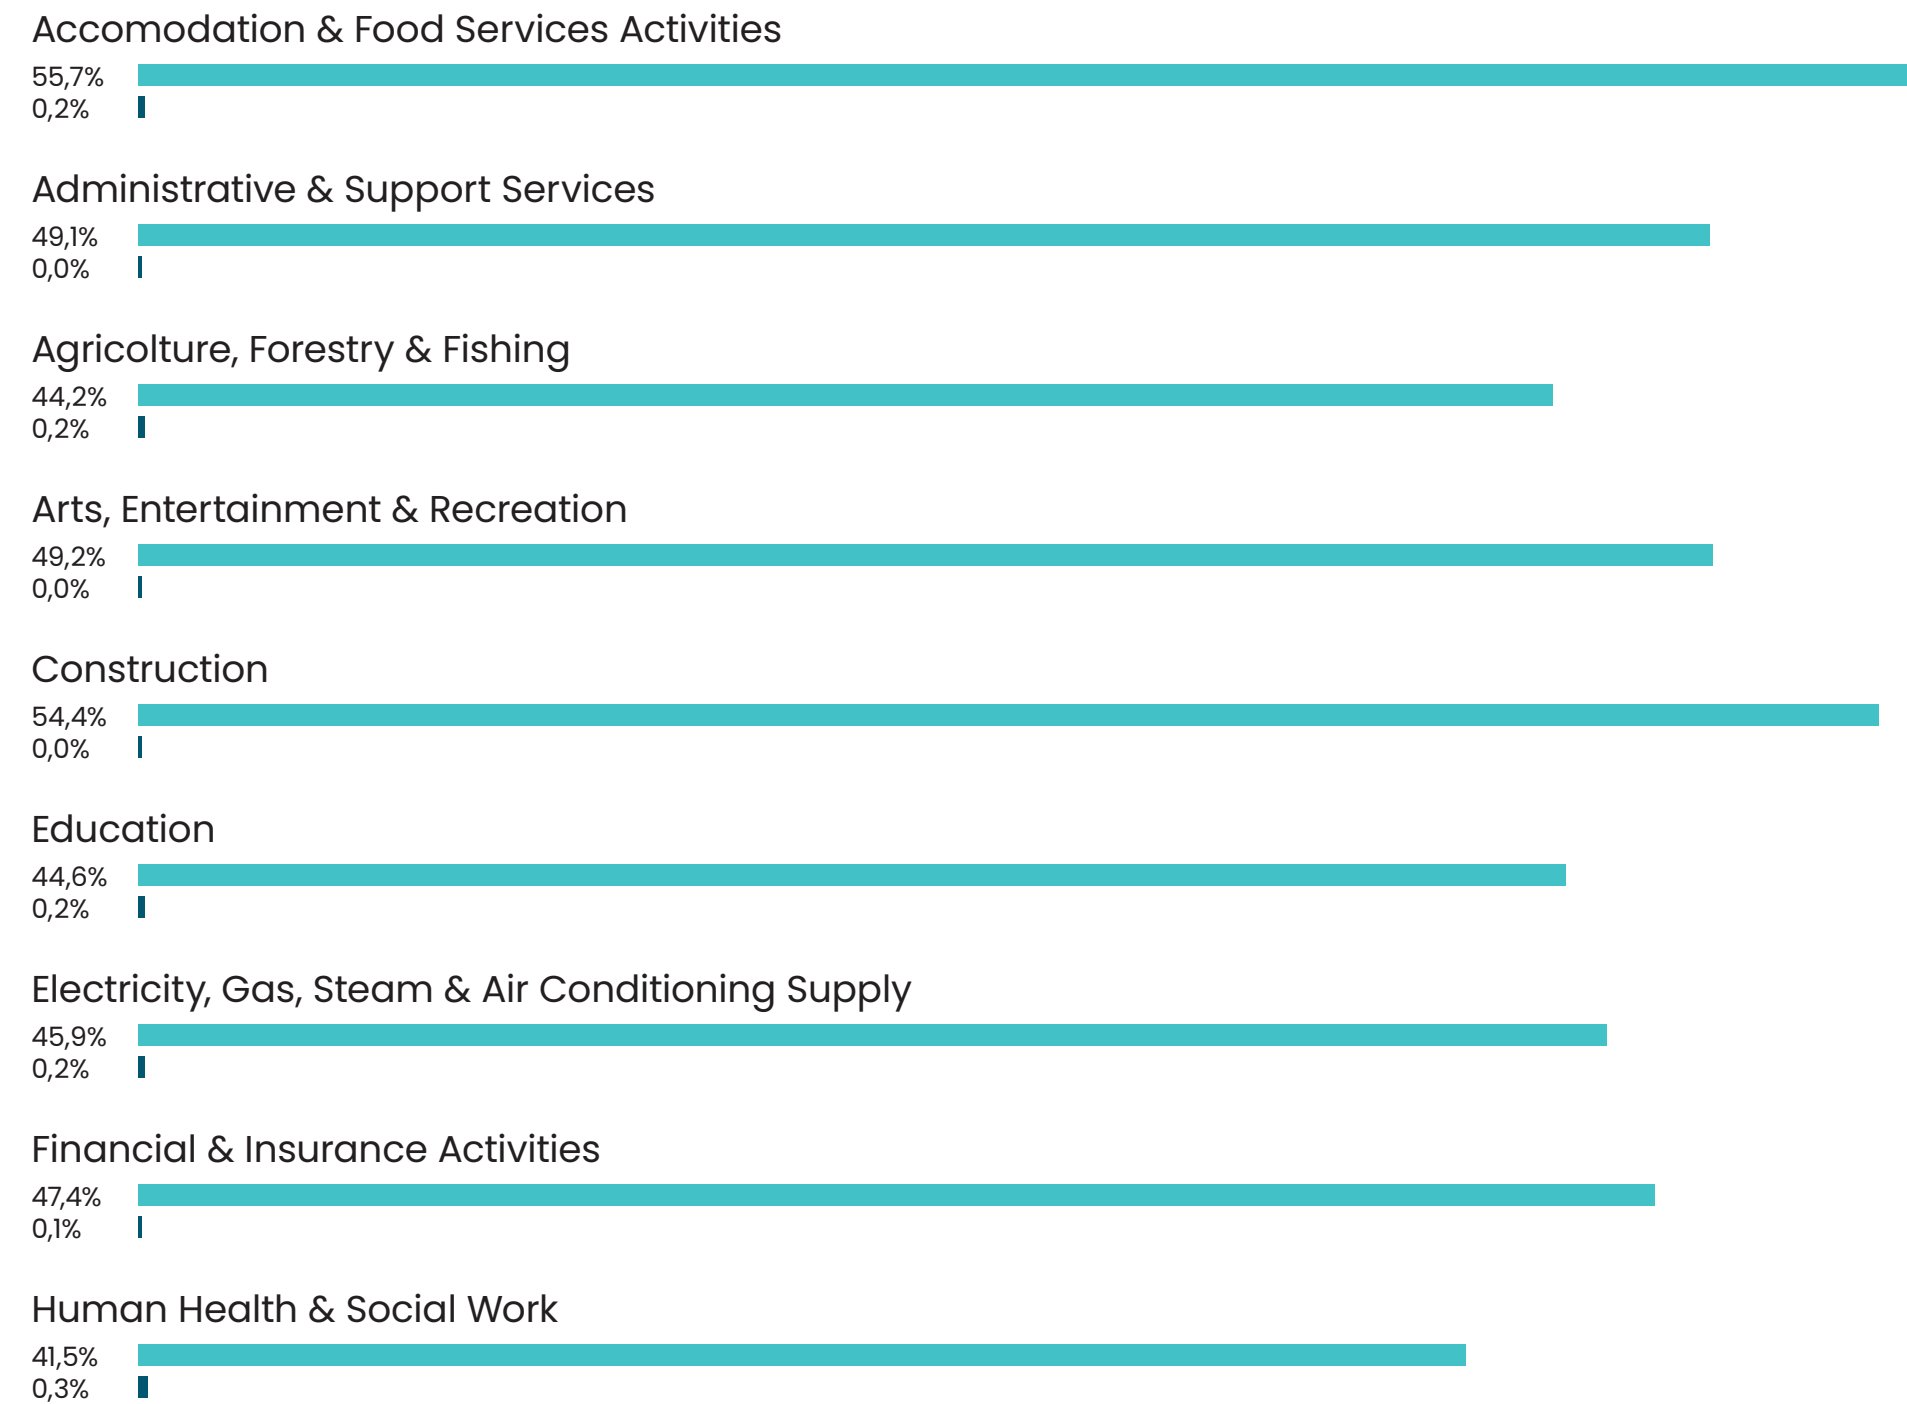 Accomodation & Food Services Activities
55,7%
0,2%
Administrative & Support Services
49,1%
0,0%
Agricolture, Forestry & Fishing
44,2%
0,2%
Arts, Entertainment & Recreation
49,2%
0,0%
Construction
54,4%
0,0%
Education
44,6%
0,2%
Electricity, Gas, Steam & Air Conditioning Supply
45,9%
0,2%
Financial & Insurance Activities
47,4%
0,1%
Human Health & Social Work
41,5%
0,3%